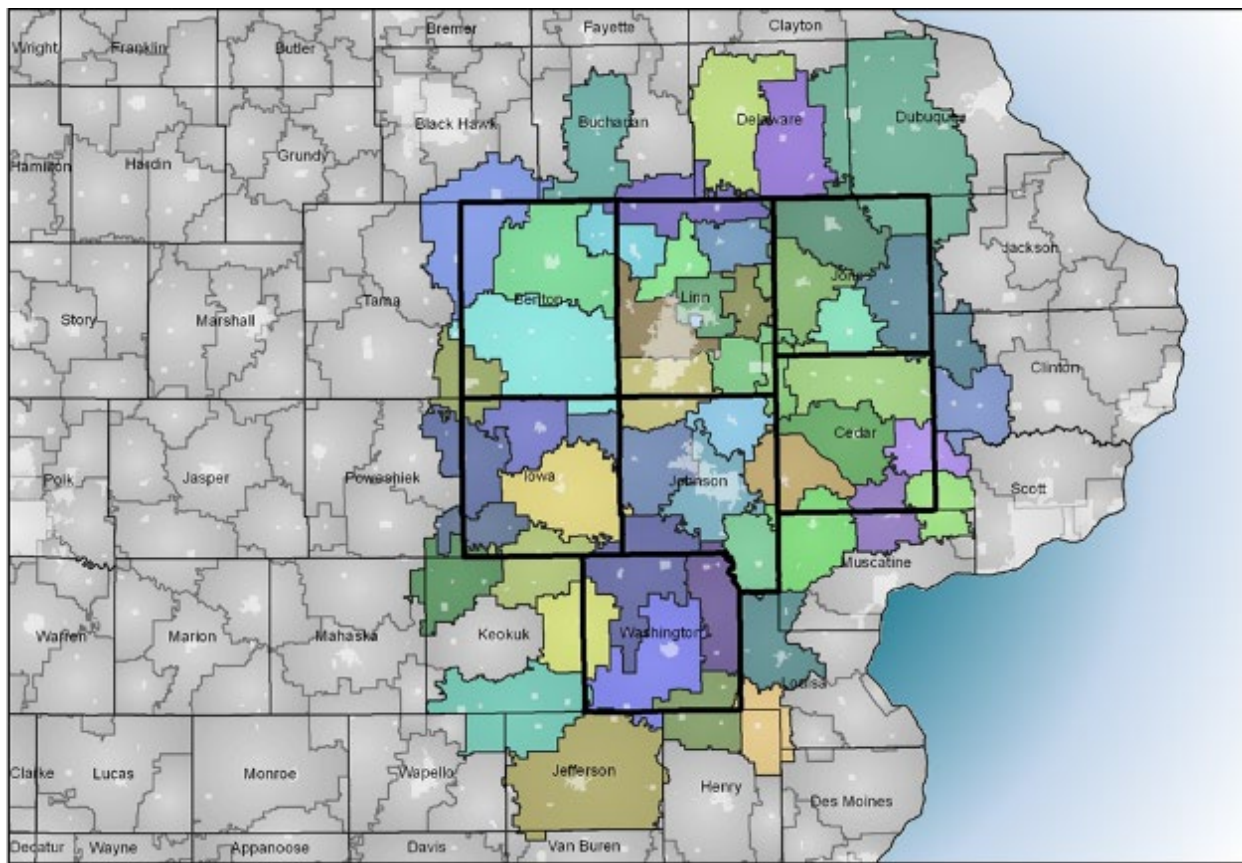 Bremer
Fayette
Clayton
Wright
Franklin
Butler
Black Hawk
Buchanan
Delaware
Dubuque
Hamilton
Hardin
Grundy
Jackson
Tama
Benton
Linn
Jones
Story
Marshall
Clinton
Cedar
Polk
Jasper
Poweshiek
Iowa
Johnson
Scott
Muscatine
Warren
Marion
Mahaska
Keokuk
Washington
Louisa
Clarke
Lucas
Monroe
Wapello
Jefferson
Henry
Des Moines
Decatur
Wayne
Appanoose
Davis
Van Buren